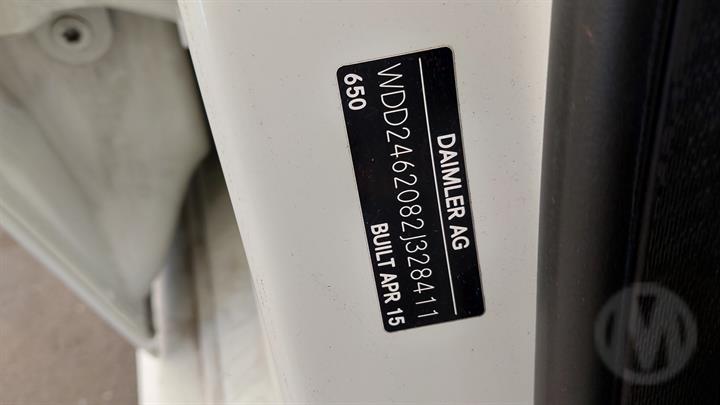 DAIMLER AG
WDD2462082J328411
650 BUILT APR 15
M